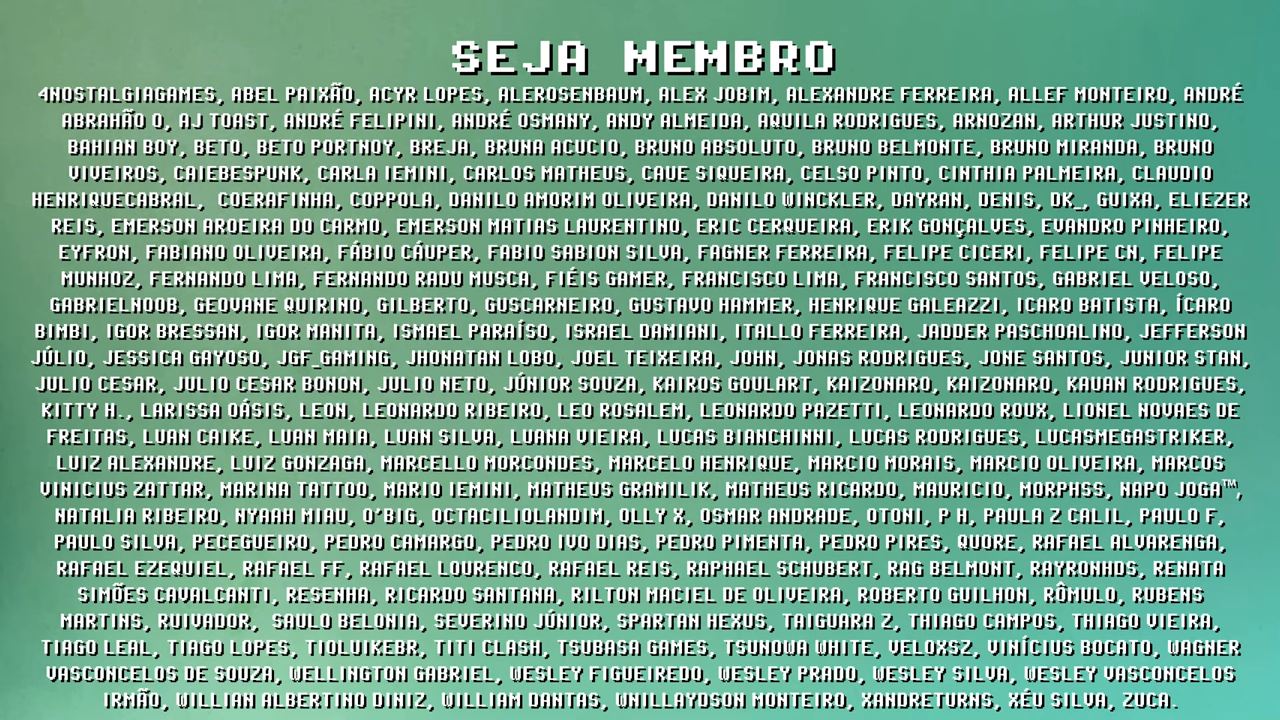 SEJA MEMBRO
4NOSTALGIAGAMES, ABEL PAIXÃO, ACYR LOPES, ALEROSENBAUM, ALEX JOBIM, ALEXANDRE FERREIRA, ALLEF MONTEIRO, ANDRÉ
ABRAHÃO O, AJ TOAST, ANDRÉ FELIPINI, ANDRÉ OSMANY, ANDY ALMEIDA, AQUILA RODRIGUES, ARNOZAN, ARTHUR JUSTINO,
BAHIAN BOY, BETO, BETO PORTNOY, BREJA, BRUNA ACUCIO, BRUNO ABSOLUTO, BRUNO BELMONTE, BRUNO MIRANDA, BRUNO
VIVEIROS, CAIEBESPUNK, CARLA IEMINI, CARLOS MATHEUS, CAVE SIQUEIRA, CELSO PINTO, CINTHIA PALMEIRA, CLAUDIO
HENRIQUECABRAL, COERAFINHA, COPPOLA, DANILO AMORIM OLIVEIRA, DANILO WINCKLER, DAYRAN, DENIS, DK_, GUIXA, ELIEZER
REIS, EMERSON AROEIRA DO CARMO, EMERSON MATIAS LAURENTINO, ERIC CERQUEIRA, ERIK GONÇALVES, EVANDRO PINHEIRO,
EYFRON, FABIANO OLIVEIRA, FÁBIO CÁUPER, FABIO SABION SILVA, FAGNER FERREIRA, FELIPE CICERI, FELIPE CN, FELIPE
MUNHOZ, FERNANDO LIMA, FERNANDO RADU MUSCA, FIÉIS GAMER, FRANCISCO LIMA, FRANCISCO SANTOS, GABRIEL VELOSO,
GABRIELNOOB, GEOVANE QUIRINO, GILBERTO, GUSCARNEIRO, GUSTAVO HAMMER, HENRIQUE GALEAZZI, ICARO BATISTA, ÍCARO
BIMBI, IGOR BRESSAN, IGOR MANITA, ISMAEL PARAÍSO, ISRAEL DAMIANI, ITALLO FERREIRA, JADDER PASCHOALINO, JEFFERSON
JÚLIO, JESSICA GAYOSO, JGF_GAMING, JHONATAN LOBO, JOEL TEIXEIRA, JOHN, JONAS RODRIGUES, JONE SANTOS, JUNIOR STAN,
JULIO CESAR, JULIO CESAR BONON, JULIO NETO, JÚNIOR SOUZA, KAIROS GOULART, KAIZONARO, KAIZONARO, KAUAN RODRIGUES,
KITTY H., LARISSA OÁSIS, LEON, LEONARDO RIBEIRO, LEO ROSALEM, LEONARDO PAZETTI, LEONARDO ROUX, LIONEL NOVAES DE
FREITAS, LUAN CAIKE, LUAN MAIA, LUAN SILVA, LUANA VIEIRA, LUCAS BIANCHINNI, LUCAS RODRIGUES, LUCASMEGASTRIKER,
LUIZ ALEXANDRE, LUIZ GONZAGA, MARCELLO MORCONDES, MARCELO HENRIQUE, MARCIO MORAIS, MARCIO OLIVEIRA, MARCOS
VINICIUS ZATTAR, MARINA TATTOO, MARIO IEMINI, MATHEUS GRAMILIK, MATHEUS RICARDO, MAURICIO, MORPHSS, NAPO JOGA™,
NATALIA RIBEIRO, NYAAH MIAU, O'BIG, OCTACILIOLANDIM, OLLY X, OSMAR ANDRADE, OTONI, P H, PAULA Z CALIL, PAULO F,
PAULO SILVA, PECEGUEIRO, PEDRO CAMARGO, PEDRO IVO DIAS, PEDRO PIMENTA, PEDRO PIRES, QUORE, RAFAEL ALVARENGA,
RAFAEL EZEQUIEL, RAFAEL FF, RAFAEL LOURENCO, RAFAEL REIS, RAPHAEL SCHUBERT, RAG BELMONT, RAYRONHDS, RENATA
SIMÕES CAVALCANTI, RESENHA, RICARDO SANTANA, RILTON MACIEL DE OLIVEIRA, ROBERTO GUILHON, RÔMULO, RUBENS
MARTINS, RUIVADOR, SAULO BELONIA, SEVERINO JÚNIOR, SPARTAN HEXUS, TAIGUARA Z, THIAGO CAMPOS, THIAGO VIEIRA,
TIAGO LEAL, TIAGO LOPES, TIOLUIKEBR, TITI CLASH, TSUBASA GAMES, TSUNOWA WHITE, VELOXSZ, VINÍCIUS BOCATO, WAGNER
VASCONCELOS DE SOUZA, WELLINGTON GABRIEL, WESLEY FIGUEIREDO, WESLEY PRADO, WESLEY SILVA, WESLEY VASCONCELOS
IRMÃO, WILLIAN ALBERTINO DINIZ, WILLIAM DANTAS, WNILLAYDSON MONTEIRO, XANDRETURNS, XÉU SILVA, ZUCA.